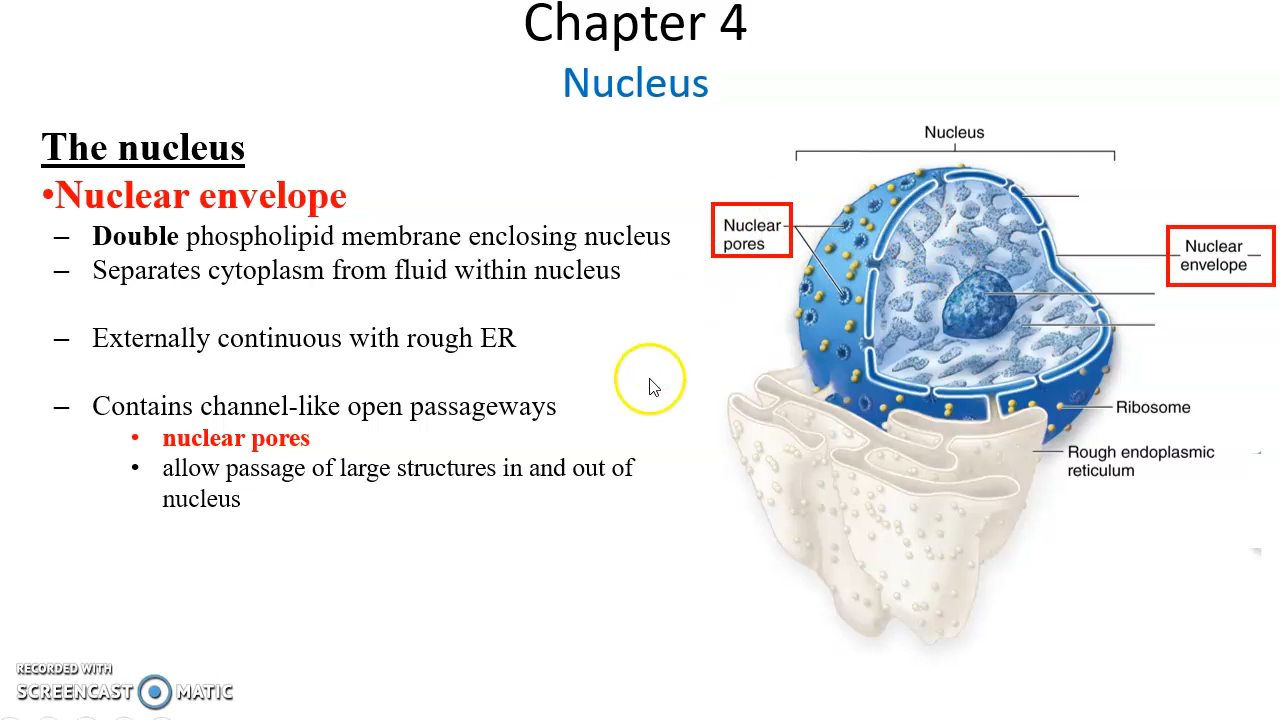 Chapter 4
Nucleus
The nucleus
•Nuclear envelope
– Double phospholipid membrane enclosing nucleus
– Separates cytoplasm from fluid within nucleus
– Externally continuous with rough ER
– Contains channel-like open passageways
• nuclear pores
• allow passage of large structures in and out of
nucleus
Nucleus
Nuclear
pores
Nuclear
envelope
Ribosome
Rough endoplasmic
reticulum
RECORDED WITH
SCREENCAST MATIC